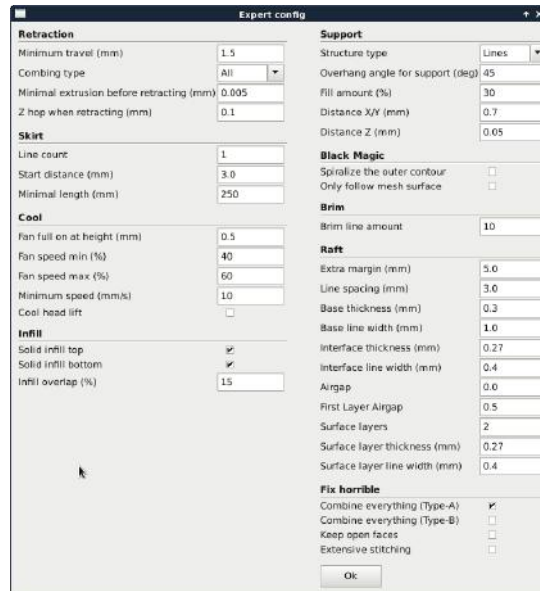 Expert config
Retraction
Minimum travel (mm) 1.5
Combing type All
Minimal extrusion before retracting (mm) 0.005
Z hop when retracting (mm) 0.1
Skirt
Line count 1
Start distance (mm) 3.0
Minimal length (mm) 250
Cool
Fan full on at height (mm) 0.5
Fan speed min (%) 40
Fan speed max (%) 60
Minimum speed (mm/s) 10
Cool head lift
Infill
Solid infill top
Solid infill bottom
Infill overlap (%) 15
Support
Structure type Lines
Overhang angle for support (deg) 45
Fill amount (%) 30
Distance X/Y (mm) 0.7
Distance Z (mm) 0.05
Black Magic
Spiralize the outer contour
Only follow mesh surface
Brim
Brim line amount 10
Raft
Extra margin (mm) 5.0
Line spacing (mm) 3.0
Base thickness (mm) 0.3
Base line width (mm) 1.0
Interface thickness (mm) 0.27
Interface line width (mm) 0.4
Airgap 0.0
First Layer Airgap 0.5
Surface layers 2
Surface layer thickness (mm) 0.27
Surface layer line width (mm) 0.4
Fix horrible
Combine everything (Type-A)
Combine everything (Type-B)
Keep open faces
Extensive stitching
Ok